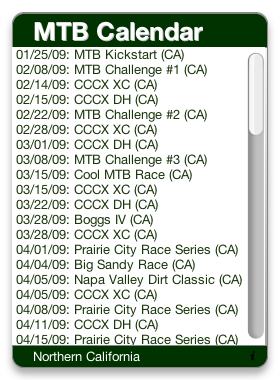 MTB Calendar
01/25/09: MTB Kickstart (CA)
02/08/09: MTB Challenge #1 (CA)
02/14/09: CCCX XC (CA)
02/15/09: CCCX DH (CA)
02/22/09: MTB Challenge #2 (CA)
02/28/09: CCCX XC (CA)
03/01/09: CCCX DH (CA)
03/08/09: MTB Challenge #3 (CA)
03/15/09: Cool MTB Race (CA)
03/15/09: CCCX XC (CA)
03/22/09: CCCX DH (CA)
03/28/09: Boggs IV (CA)
03/28/09: CCCX XC (CA)
04/01/09: Prairie City Race Series (CA)
04/04/09: Big Sandy Race (CA)
04/05/09: Napa Valley Dirt Classic (CA)
04/05/09: CCCX XC (CA)
04/08/09: Prairie City Race Series (CA)
04/11/09: CCCX DH (CA)
04/15/09: Prairie City Race Series (CA)
Northern California
i